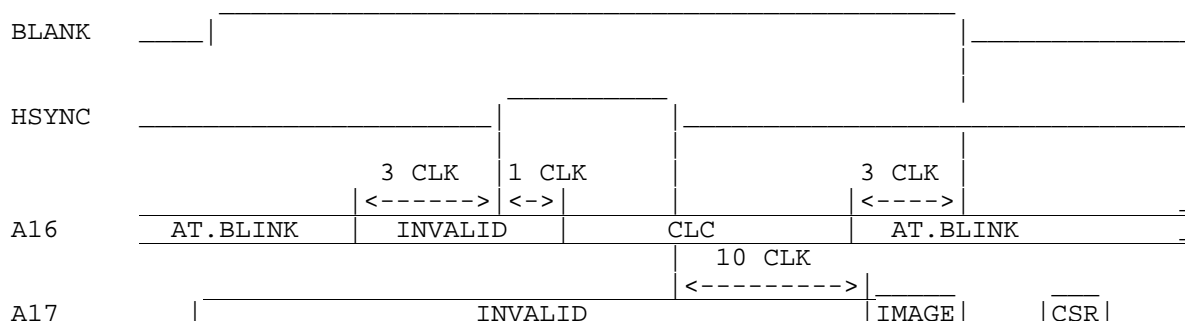 BLANK
HSYNC
3 CLK 1 CLK 3 CLK
A16 AT.BLINK INVALID CLC AT.BLINK
10 CLK
A17 INVALID IMAGE CSR